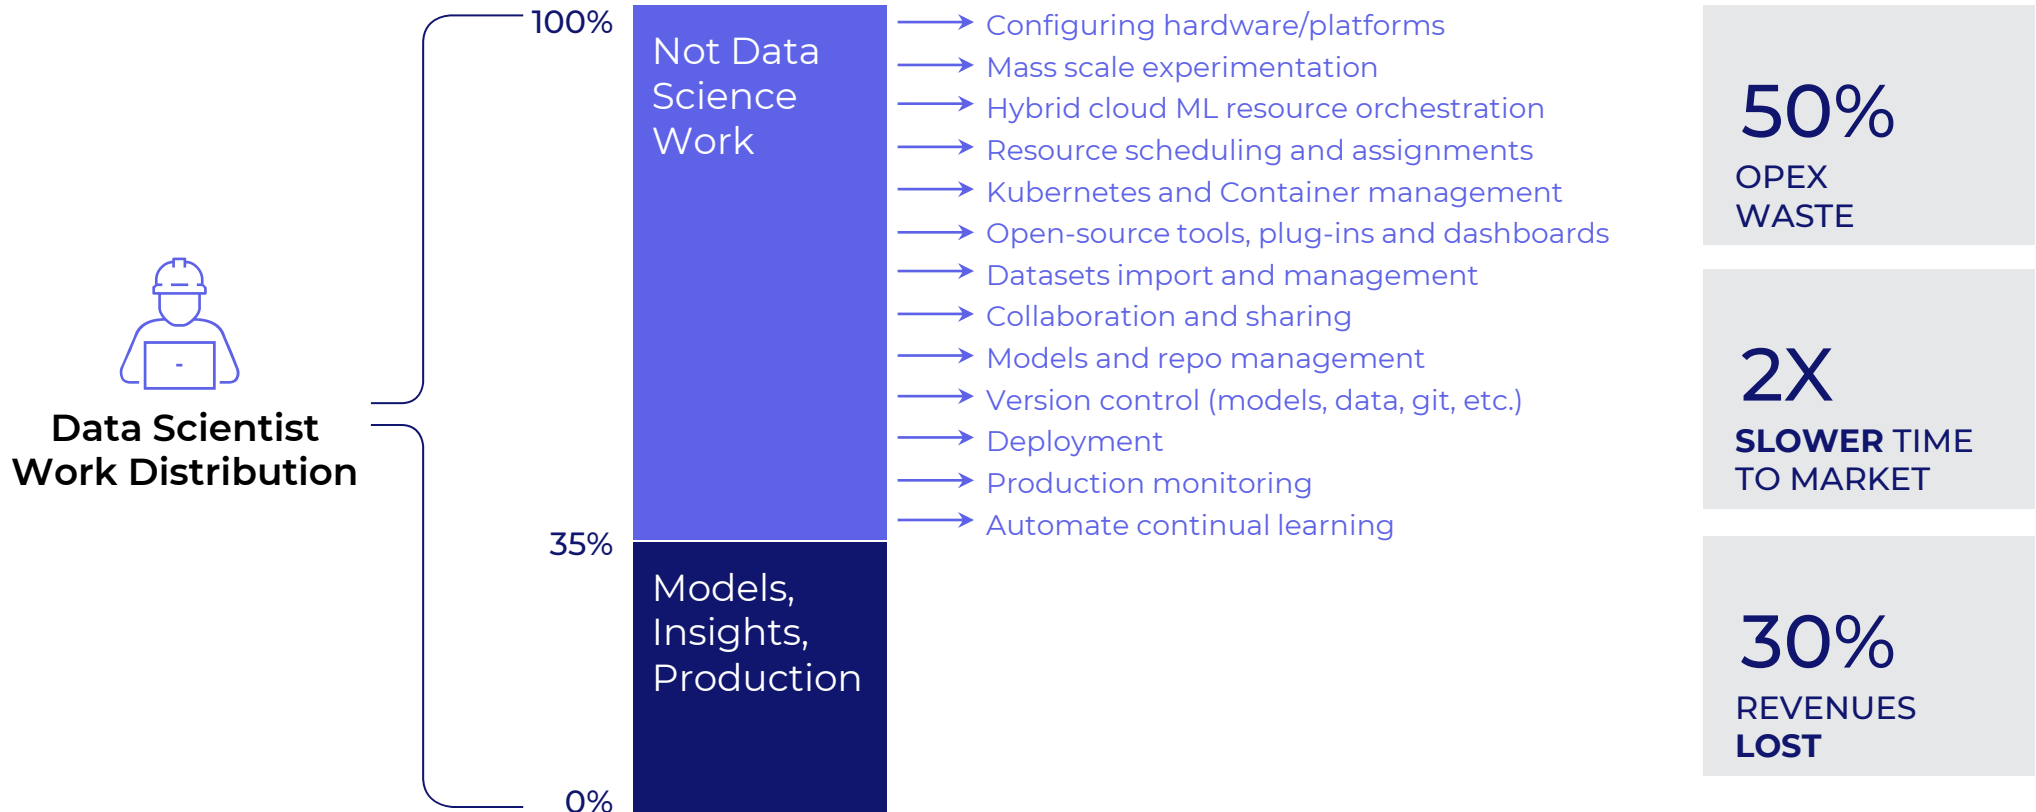 Data Scientist
Work Distribution
100%
35%
0%
Not Data
Science
Work
Models,
Insights,
Production
Configuring hardware/platforms
Mass scale experimentation
Hybrid cloud ML resource orchestration
Resource scheduling and assignments
Kubernetes and Container management
Open-source tools, plug-ins and dashboards
Datasets import and management
Collaboration and sharing
Models and repo management
Version control (models, data, git, etc.)
Deployment
Production monitoring
Automate continual learning
50%
OPEX
WASTE
2X
SLOWER TIME
TO MARKET
30%
REVENUES
LOST